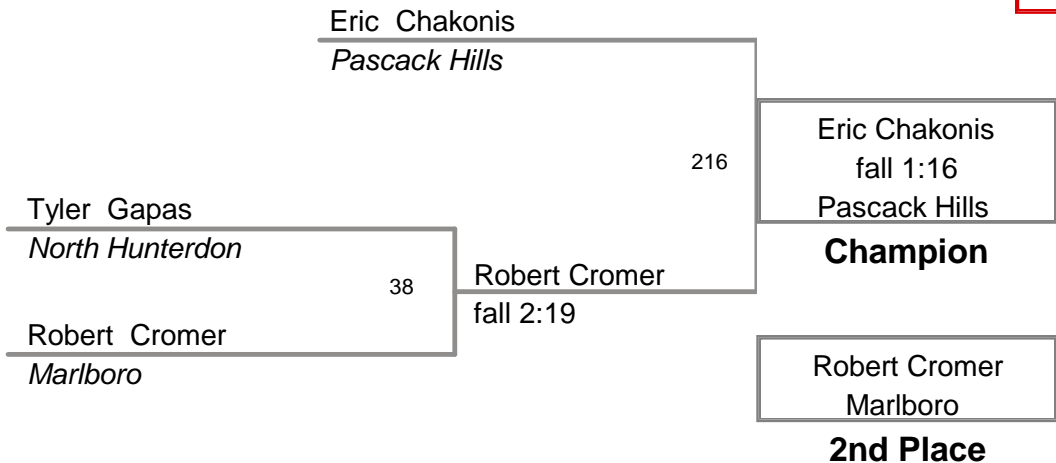 Eric Chakonis
Pascack Hills
Eric Chakonis
fall 1:16
Pascack Hills
Champion
216
Tyler Gapas
North Hunterdon
38
Robert Cromer
fall 2:19
Robert Cromer
Marlboro
Robert Cromer
Marlboro
2nd Place